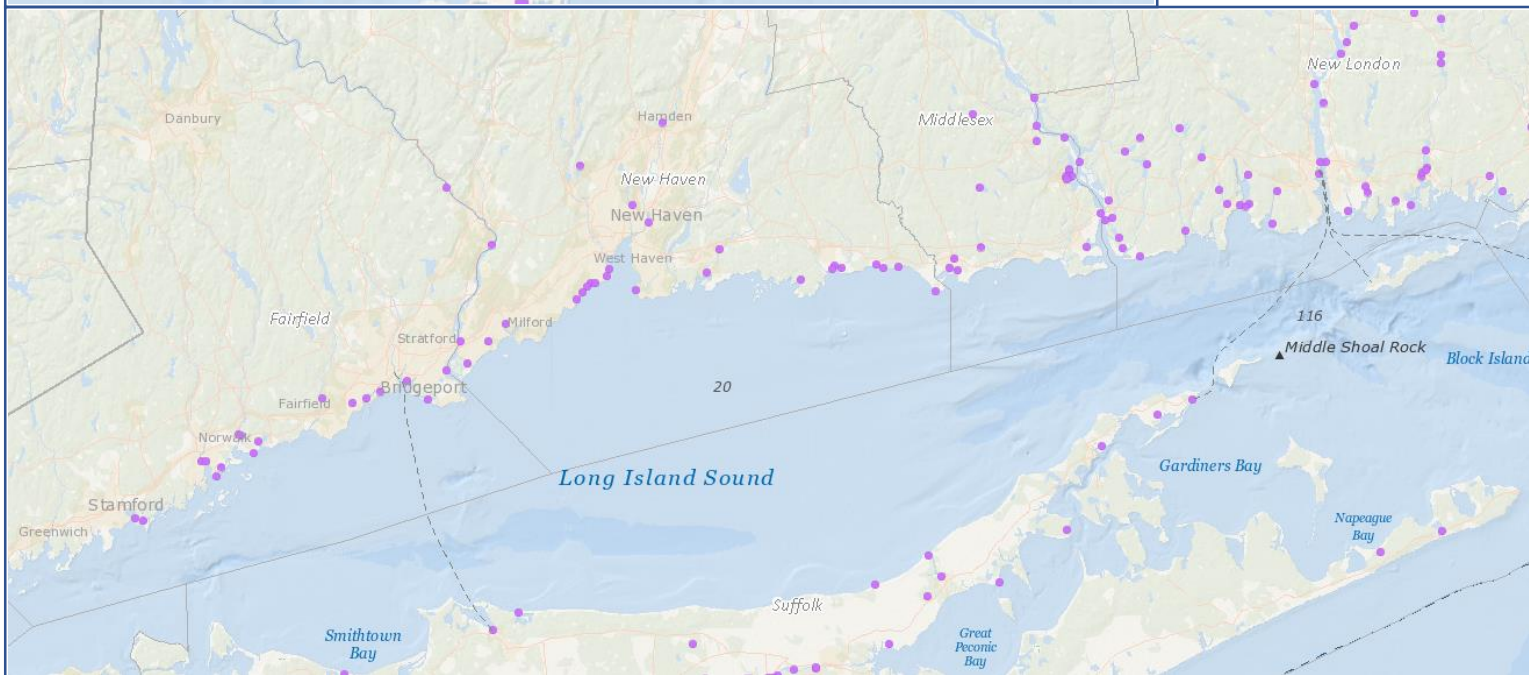 New London
Danbury
Hamden
Middlesex
New Haven
New Haven
West Haven
Fairfield
Milford
Stratford
116
Middle Shoal Rock
Block Island
Bridgeport
20
Fairfield
Norwalk
Long Island Sound
Gardiners Bay
Stamford
Greenwich
Napeague
Bay
Suffolk
Smithtown
Bay
Great
Peconic
Bay